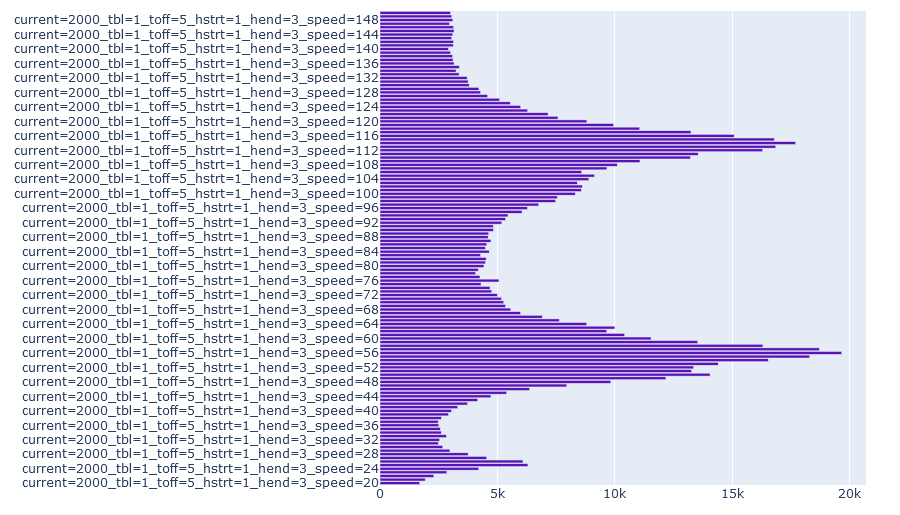 current=2000_tbl=1_toff=5_hstrt=1_hend=3_speed=148
current=2000_tbl=1_toff=5_hstrt=1_hend=3_speed=144
current=2000_tbl=1_toff=5_hstrt=1_hend=3_speed=140
current=2000_tbl=1_toff=5_hstrt=1_hend=3_speed=136
current=2000_tbl=1_toff=5_hstrt=1_hend=3_speed=132
current=2000_tbl=1_toff=5_hstrt=1_hend=3_speed=128
current=2000_tbl=1_toff=5_hstrt=1_hend=3_speed=124
current=2000_tbl=1_toff=5_hstrt=1_hend=3_speed=120
current=2000_tbl=1_toff=5_hstrt=1_hend=3_speed=116
current=2000_tbl=1_toff=5_hstrt=1_hend=3_speed=112
current=2000_tbl=1_toff=5_hstrt=1_hend=3_speed=108
current=2000_tbl=1_toff=5_hstrt=1_hend=3_speed=104
current=2000_tbl=1_toff=5_hstrt=1_hend=3_speed=100
current=2000_tbl=1_toff=5_hstrt=1_hend=3_speed=96
current=2000_tbl=1_toff=5_hstrt=1_hend=3_speed=92
current=2000_tbl=1_toff=5_hstrt=1_hend=3_speed=88
current=2000_tbl=1_toff=5_hstrt=1_hend=3_speed=84
current=2000_tbl=1_toff=5_hstrt=1_hend=3_speed=80
current=2000_tbl=1_toff=5_hstrt=1_hend=3_speed=76
current=2000_tbl=1_toff=5_hstrt=1_hend=3_speed=72
current=2000_tbl=1_toff=5_hstrt=1_hend=3_speed=68
current=2000_tbl=1_toff=5_hstrt=1_hend=3_speed=64
current=2000_tbl=1_toff=5_hstrt=1_hend=3_speed=60
current=2000_tbl=1_toff=5_hstrt=1_hend=3_speed=56
current=2000_tbl=1_toff=5_hstrt=1_hend=3_speed=52
current=2000_tbl=1_toff=5_hstrt=1_hend=3_speed=48
current=2000_tbl=1_toff=5_hstrt=1_hend=3_speed=44
current=2000_tbl=1_toff=5_hstrt=1_hend=3_speed=40
current=2000_tbl=1_toff=5_hstrt=1_hend=3_speed=36
current=2000_tbl=1_toff=5_hstrt=1_hend=3_speed=32
current=2000_tbl=1_toff=5_hstrt=1_hend=3_speed=28
current=2000_tbl=1_toff=5_hstrt=1_hend=3_speed=24
current=2000_tbl=1_toff=5_hstrt=1_hend=3_speed=20
0 5k 10k 15k 20k